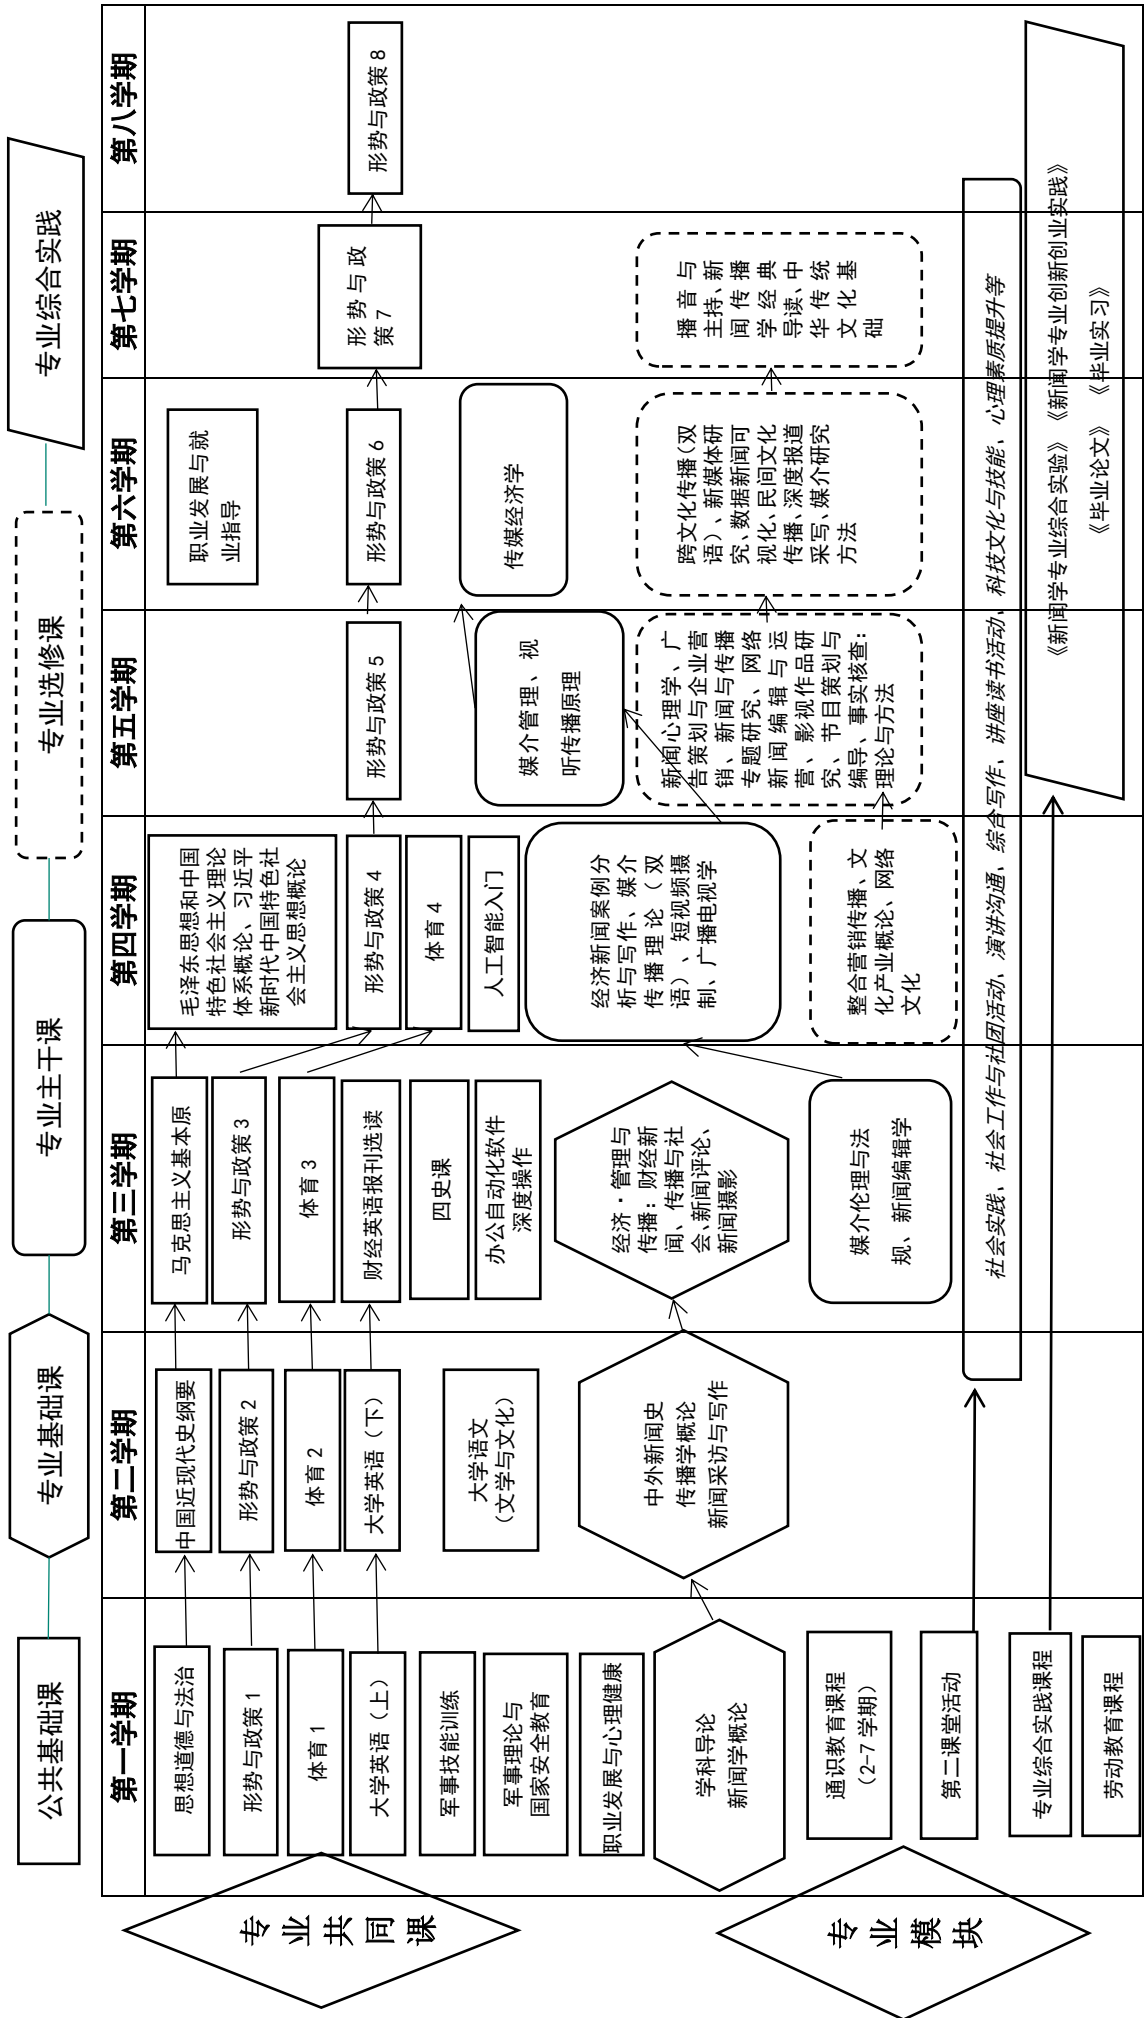 公共基础课
专业基础课
专业主干课
专业选修课
专业综合实践
第一学期
第二学期
第三学期
第四学期
第五学期
第六学期
第七学期
第八学期
专业共同课
思想道德与法治
形势与政策 1
体育 1
大学英语（上）
军事技能训练
军事理论与
国家安全教育
职业发展与心理健康
学科导论
新闻学概论
中国近现代史纲要
形势与政策 2
体育 2
大学英语（下）
大学语文
（文学与文化）
中外新闻史
传播学概论
新闻采访与写作
马克思主义基本原
形势与政策 3
体育 3
财经英语报刊选读
四史课
办公自动化软件
深度操作
经济·管理与
传播：财经新
闻、传播与社
会、新闻评论、
新闻摄影
媒介伦理与法
规、新闻编辑学
毛泽东思想和中国
特色社会主义理论
体系概论、习近平
新时代中国特色社
会主义思想概论
形势与政策 4
体育 4
人工智能入门
经济新闻案例分
析与写作、媒介
传播理论（双
语）、短视频摄
制、广播电视学
整合营销传播、文
化产业概论、网络
文化
形势与政策 5
媒介管理、视
听传播原理
新闻心理学、广
告策划与企业营
销、新闻与传播
专题研究、网络
新闻编辑与运
营、影视作品研
究、节目策划与
编导、事实核查：
理论与方法
职业发展与就
业指导
形势与政策 6
传媒经济学
跨文化传播（双
语）、新媒体研
究、数据新闻可
视化、民间文化
传播、深度报道
采写、媒介研究
方法
形势与政
策 7
播音与
主持、新
闻传播
学经典
导读、中
华传统
文化基
础
形势与政策 8
专业模块
通识教育课程
（2-7 学期）
第二课堂活动
专业综合实践课程
劳动教育课程
社会实践、社会工作与社团活动、演讲沟通、综合写作、讲座读书活动、科技文化与技能、心理素质提升等
《新闻学专业综合实验》《新闻学专业创新创业实践》
《毕业论文》 《毕业实习》